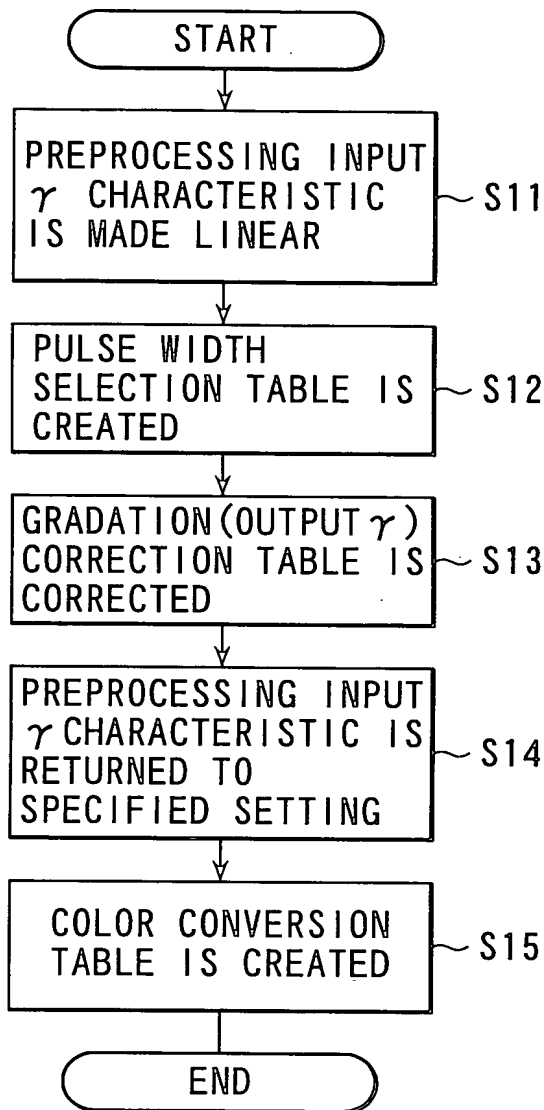 START
PREPROCESSING INPUT
γ CHARACTERISTIC
IS MADE LINEAR
S11
PULSE WIDTH
SELECTION TABLE IS
CREATED
S12
GRADATION(OUTPUT γ)
CORRECTION TABLE IS
CORRECTED
S13
PREPROCESSING INPUT
γ CHARACTERISTIC IS
RETURNED TO
SPECIFIED SETTING
S14
COLOR CONVERSION
TABLE IS CREATED
S15
END